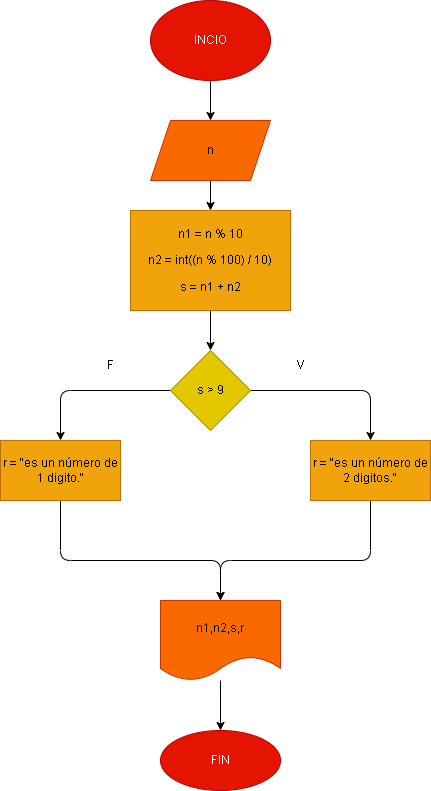 INCIO
n
n1 = n % 10
n2 = int((n % 100) / 10)
s = n1 + n2
F
V
s > 9
r = "es un número de
1 digito."
r = "es un número de
2 digitos."
n1,n2,s,r
FIN